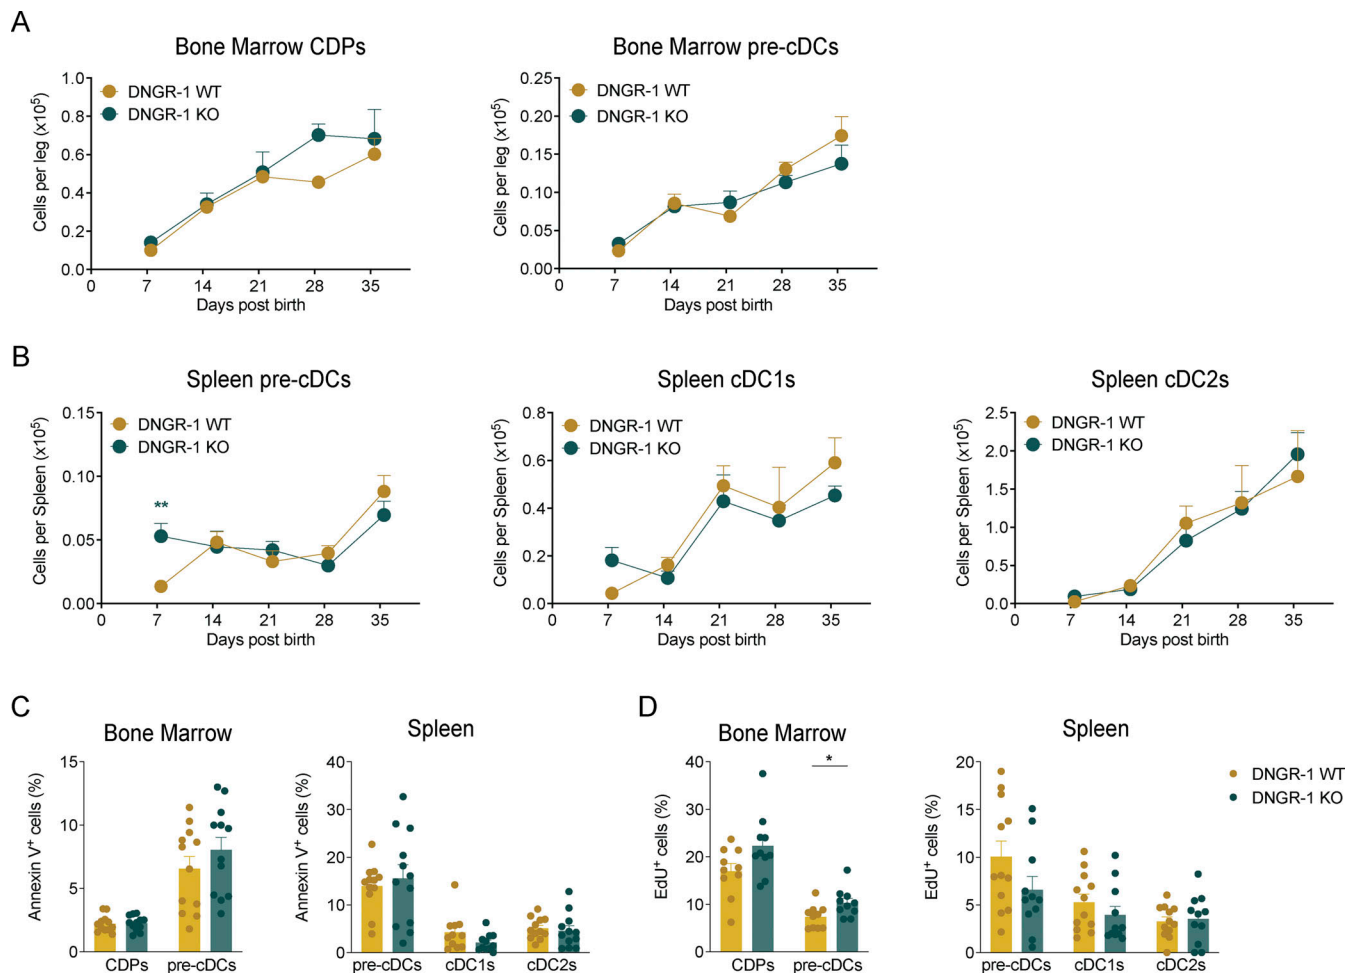 A
Bone Marrow CDPs
Bone Marrow pre-cDCs
1.0
0.8
0.6
0.4
0.2
0.0
Cells per leg (x10⁵)
DNGR-1 WT
DNGR-1 KO
0 7 14 21 28 35
Days post birth
0.25
0.20
0.15
0.10
0.05
0.00
Cells per leg (x10⁵)
DNGR-1 WT
DNGR-1 KO
0 7 14 21 28 35
Days post birth
B
Spleen pre-cDCs
Spleen cDC1s
Spleen cDC2s
0.15
0.10
0.05
0.00
Cells per Spleen (x10⁵)
DNGR-1 WT
DNGR-1 KO
**
0 7 14 21 28 35
Days post birth
0.8
0.6
0.4
0.2
0.0
Cells per Spleen (x10⁵)
DNGR-1 WT
DNGR-1 KO
0 7 14 21 28 35
Days post birth
2.5
2.0
1.5
1.0
0.5
0.0
Cells per Spleen (x10⁵)
DNGR-1 WT
DNGR-1 KO
0 7 14 21 28 35
Days post birth
C
Bone Marrow
Spleen
15
10
5
0
Annexin V⁺ cells (%)
CDPs pre-cDCs
40
30
20
10
0
Annexin V⁺ cells (%)
pre-cDCs cDC1s cDC2s
D
Bone Marrow
Spleen
40
30
20
10
0
EdU⁺ cells (%)
*
CDPs pre-cDCs
20
15
10
5
0
EdU⁺ cells (%)
pre-cDCs cDC1s cDC2s
DNGR-1 WT
DNGR-1 KO